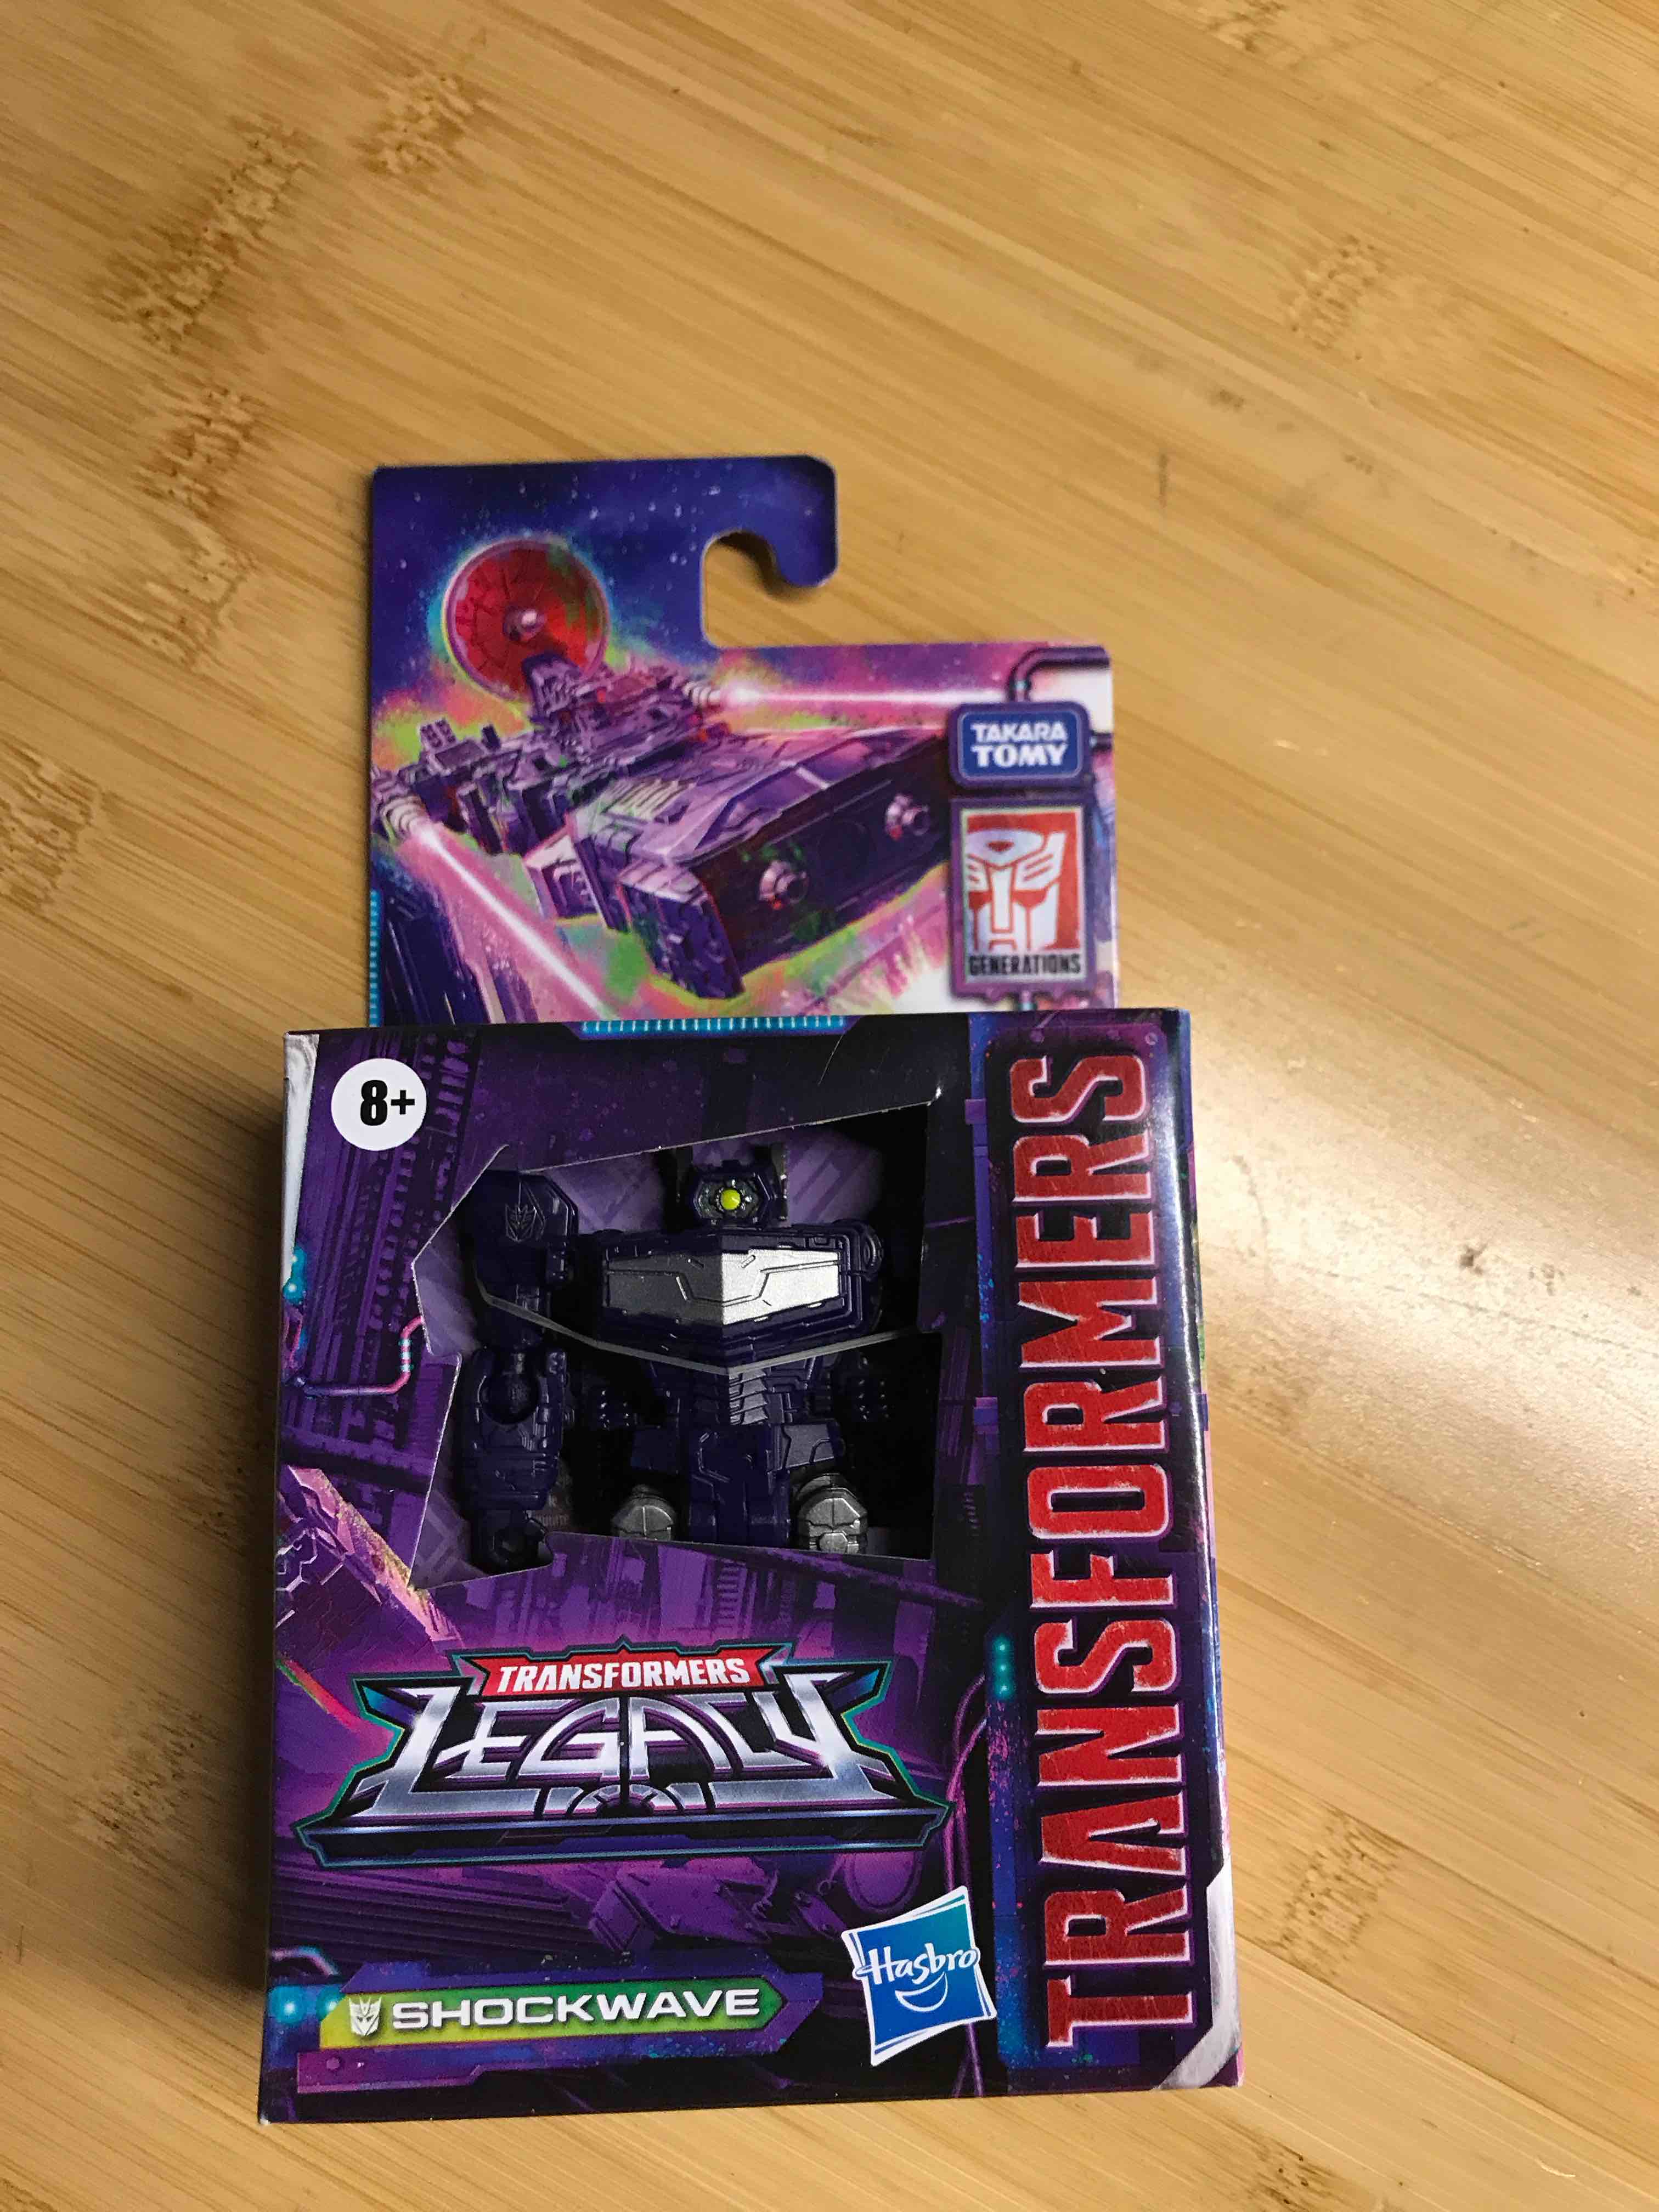 TAKARA
TOMY
GENERATIONS
8+
TRANSFORMERS
TRANSFORMERS
LEGACY
Hasbro
SHOCKWAVE